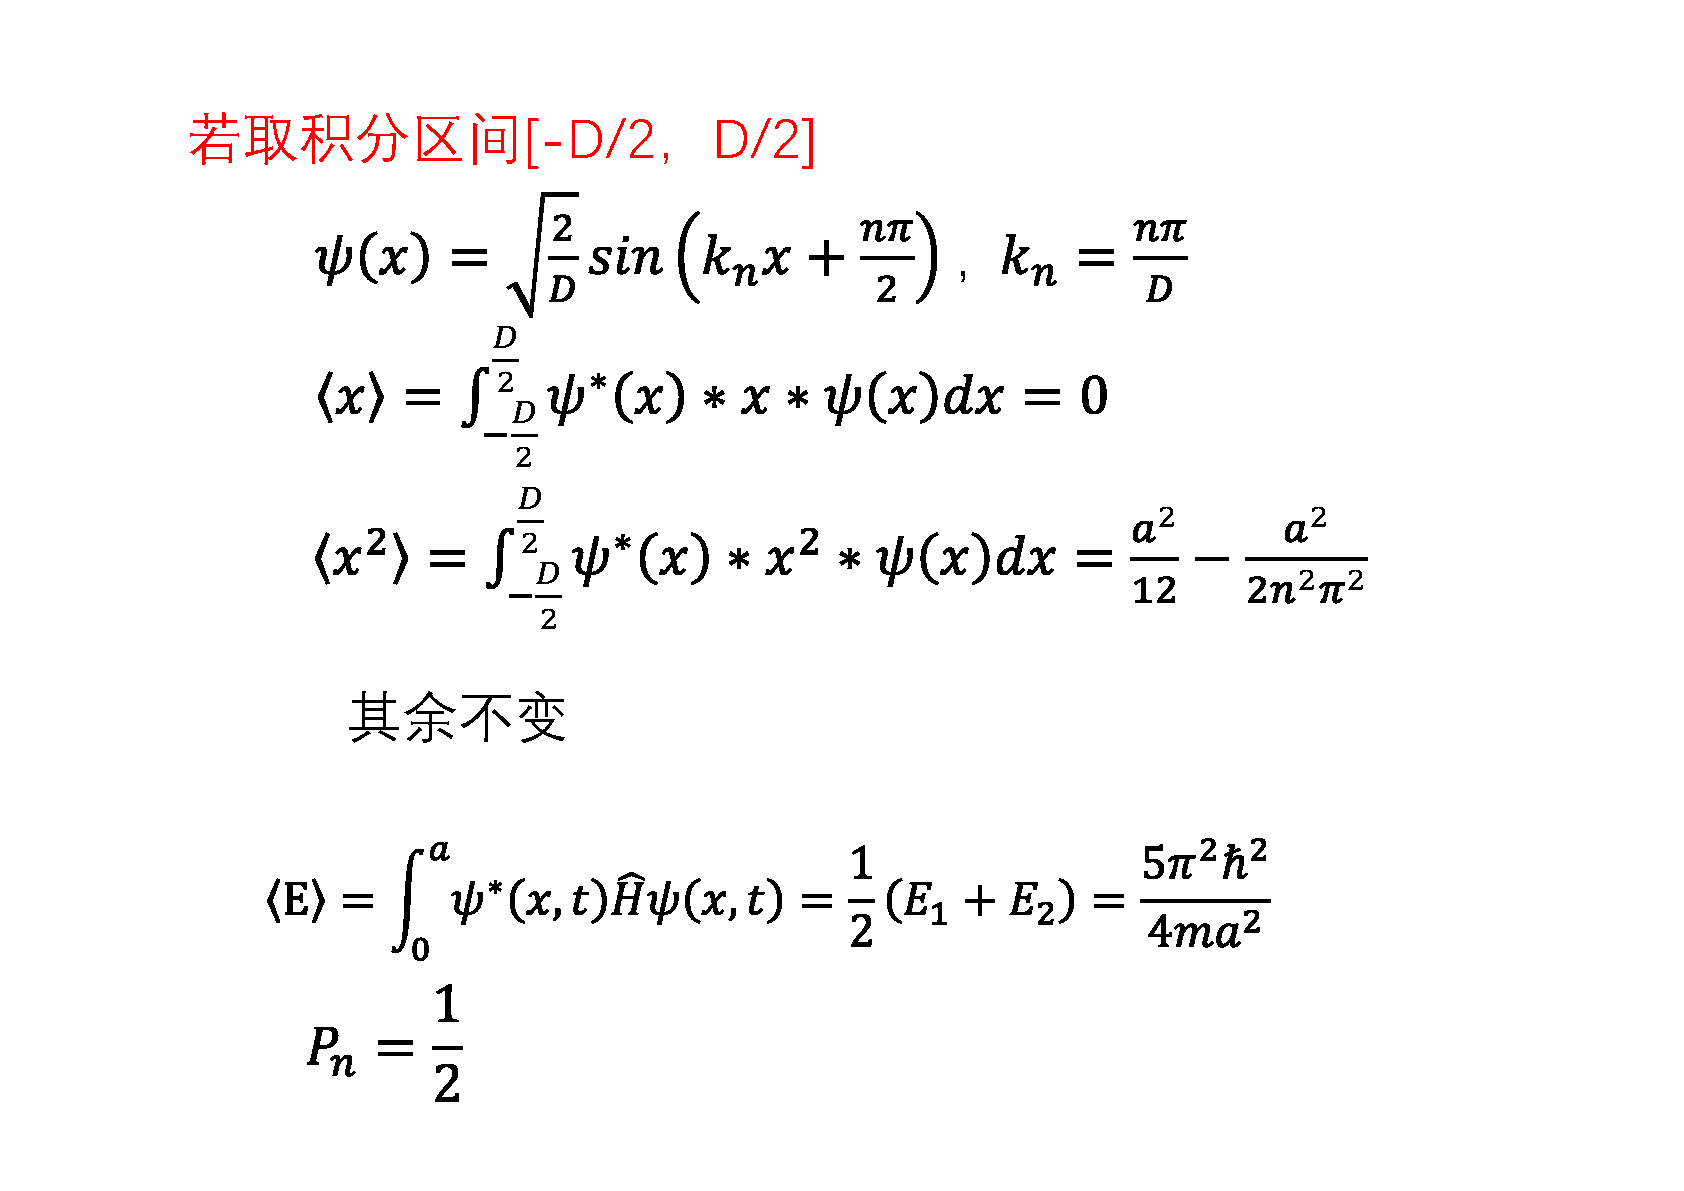 若取积分区间[-D/2，D/2]
$\psi(x) = \sqrt{\frac{2}{D}} sin\left(k_n x + \frac{n\pi}{2}\right)$，$k_n = \frac{n\pi}{D}$
$\langle x \rangle = \int_{-\frac{D}{2}}^{\frac{D}{2}} \psi^*(x) * x * \psi(x)dx = 0$
$\langle x^2 \rangle = \int_{-\frac{D}{2}}^{\frac{D}{2}} \psi^*(x) * x^2 * \psi(x)dx = \frac{a^2}{12} - \frac{a^2}{2n^2\pi^2}$
其余不变
$\langle \mathrm{E} \rangle = \int_0^a \psi^*(x,t)\hat{H}\psi(x,t) = \frac{1}{2}(E_1 + E_2) = \frac{5\pi^2\hbar^2}{4ma^2}$
$P_n = \frac{1}{2}$